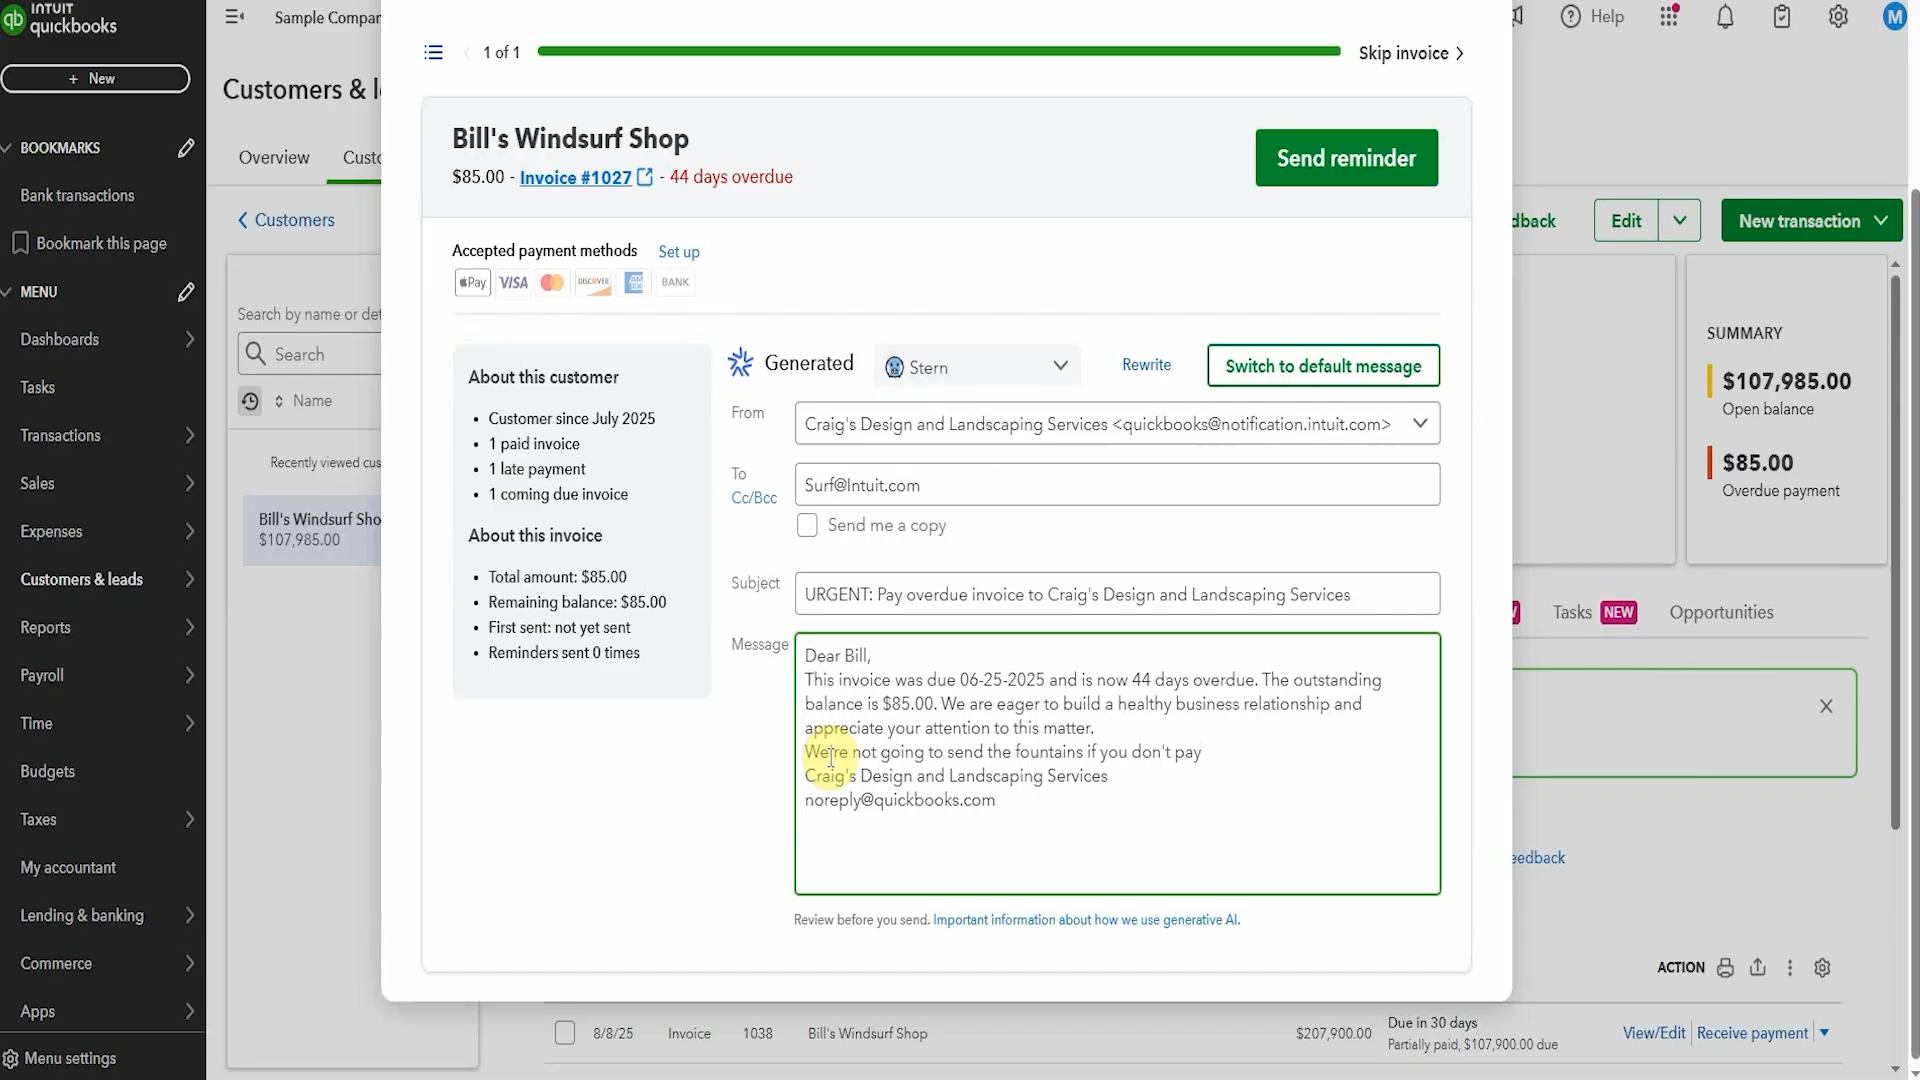 INTUIT
quickbooks
+ New
BOOKMARKS
Bank transactions
Bookmark this page
MENU
Dashboards
Tasks
Transactions
Sales
Expenses
Customers & leads
Reports
Payroll
Time
Budgets
Taxes
My accountant
Lending & banking
Commerce
Apps
Menu settings
Sample Compan
Help
M
Customers & l
Overview
Custo
Customers
Search by name or det
Search
Name
Recently viewed cus
Bill's Windsurf Sho
$107,985.00
1 of 1
Skip invoice
Bill's Windsurf Shop
$85.00 - Invoice #1027 - 44 days overdue
Send reminder
Accepted payment methods Set up
Pay VISA DISCOVER BANK
About this customer
• Customer since July 2025
• 1 paid invoice
• 1 late payment
• 1 coming due invoice
About this invoice
• Total amount: $85.00
• Remaining balance: $85.00
• First sent: not yet sent
• Reminders sent 0 times
Generated
Stern
Rewrite
Switch to default message
From
Craig's Design and Landscaping Services <quickbooks@notification.intuit.com>
To
Cc/Bcc
Surf@Intuit.com
Send me a copy
Subject
URGENT: Pay overdue invoice to Craig's Design and Landscaping Services
Message
Dear Bill,
This invoice was due 06-25-2025 and is now 44 days overdue. The outstanding
balance is $85.00. We are eager to build a healthy business relationship and
appreciate your attention to this matter.
We're not going to send the fountains if you don't pay
Craig's Design and Landscaping Services
noreply@quickbooks.com
Review before you send. Important information about how we use generative AI.
dback
Edit
New transaction
SUMMARY
$107,985.00
Open balance
$85.00
Overdue payment
Tasks NEW
Opportunities
eedback
ACTION
8/8/25 Invoice 1038 Bill's Windsurf Shop $207,900.00
Due in 30 days
Partially paid, $107,900.00 due
View/Edit Receive payment